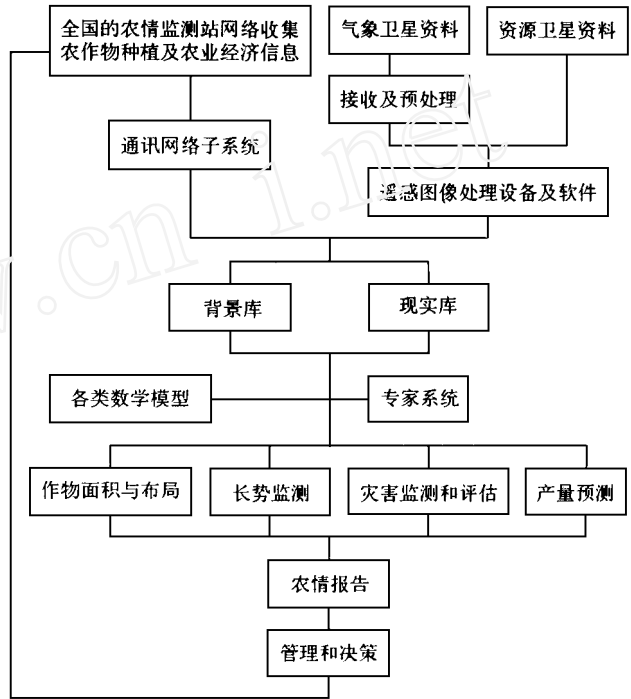 全国的农情监测站网络收集
农作物种植及农业经济信息
气象卫星资料
资源卫星资料
接收及预处理
通讯网络子系统
遥感图像处理设备及软件
背景库
现实库
各类数学模型
专家系统
作物面积与布局
长势监测
灾害监测和评估
产量预测
农情报告
管理和决策